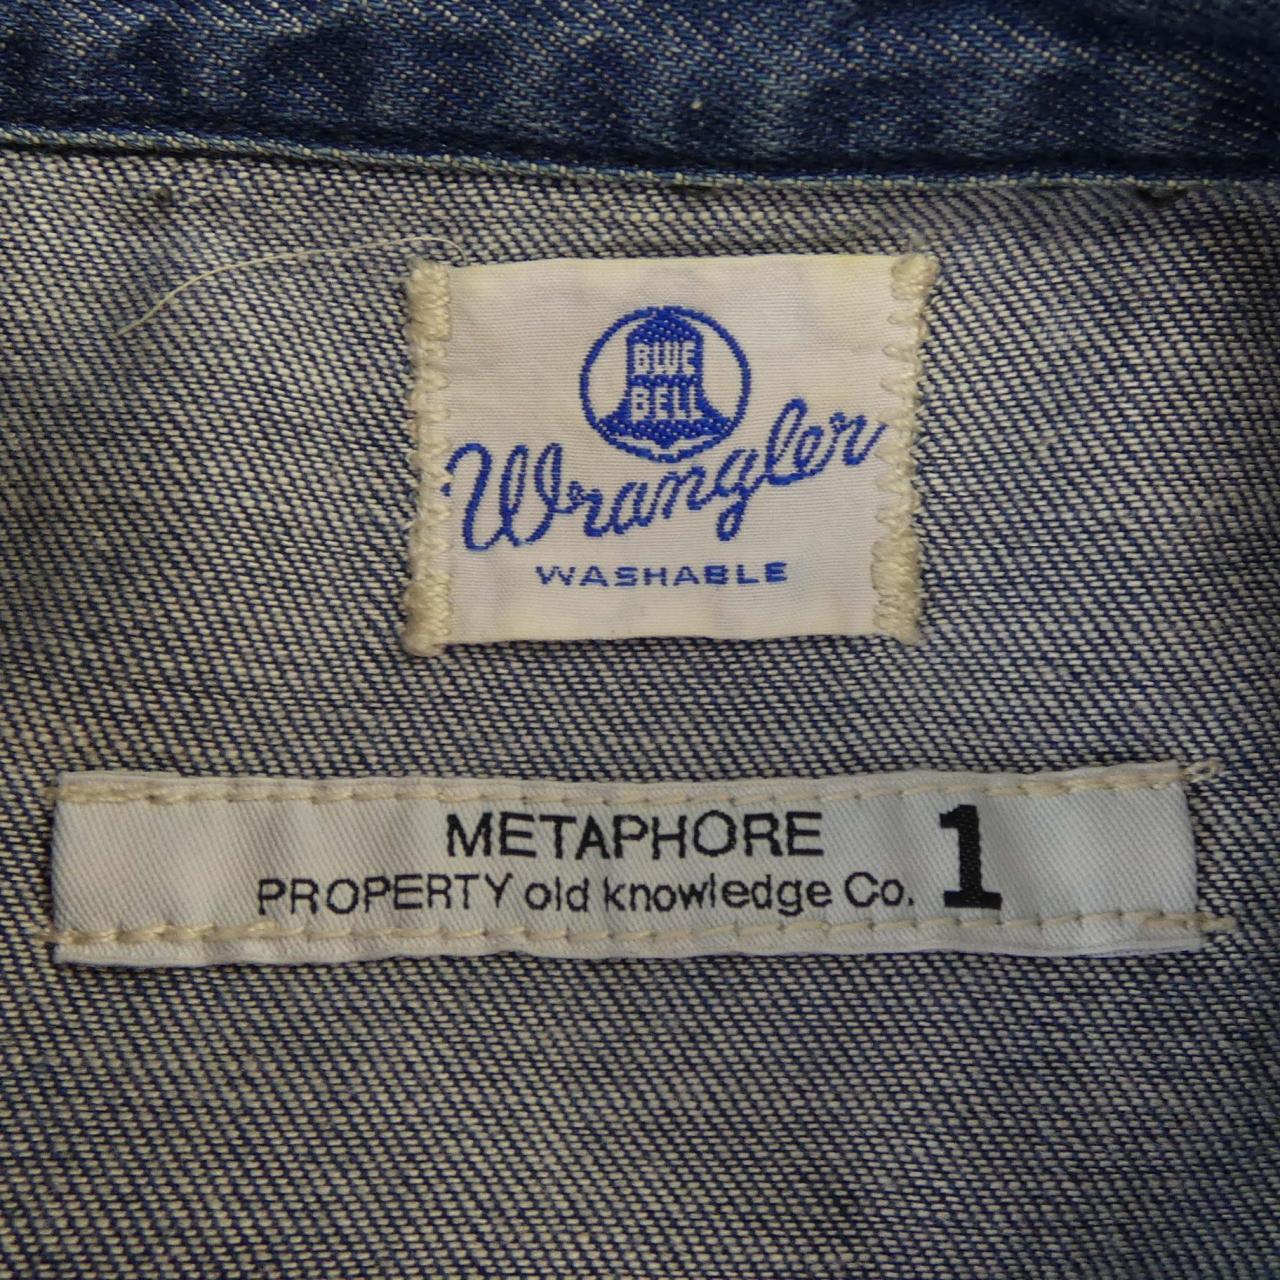 BLUE
BELL
Wrangler
WASHABLE
METAPHORE
PROPERTY old knowledge Co. 1